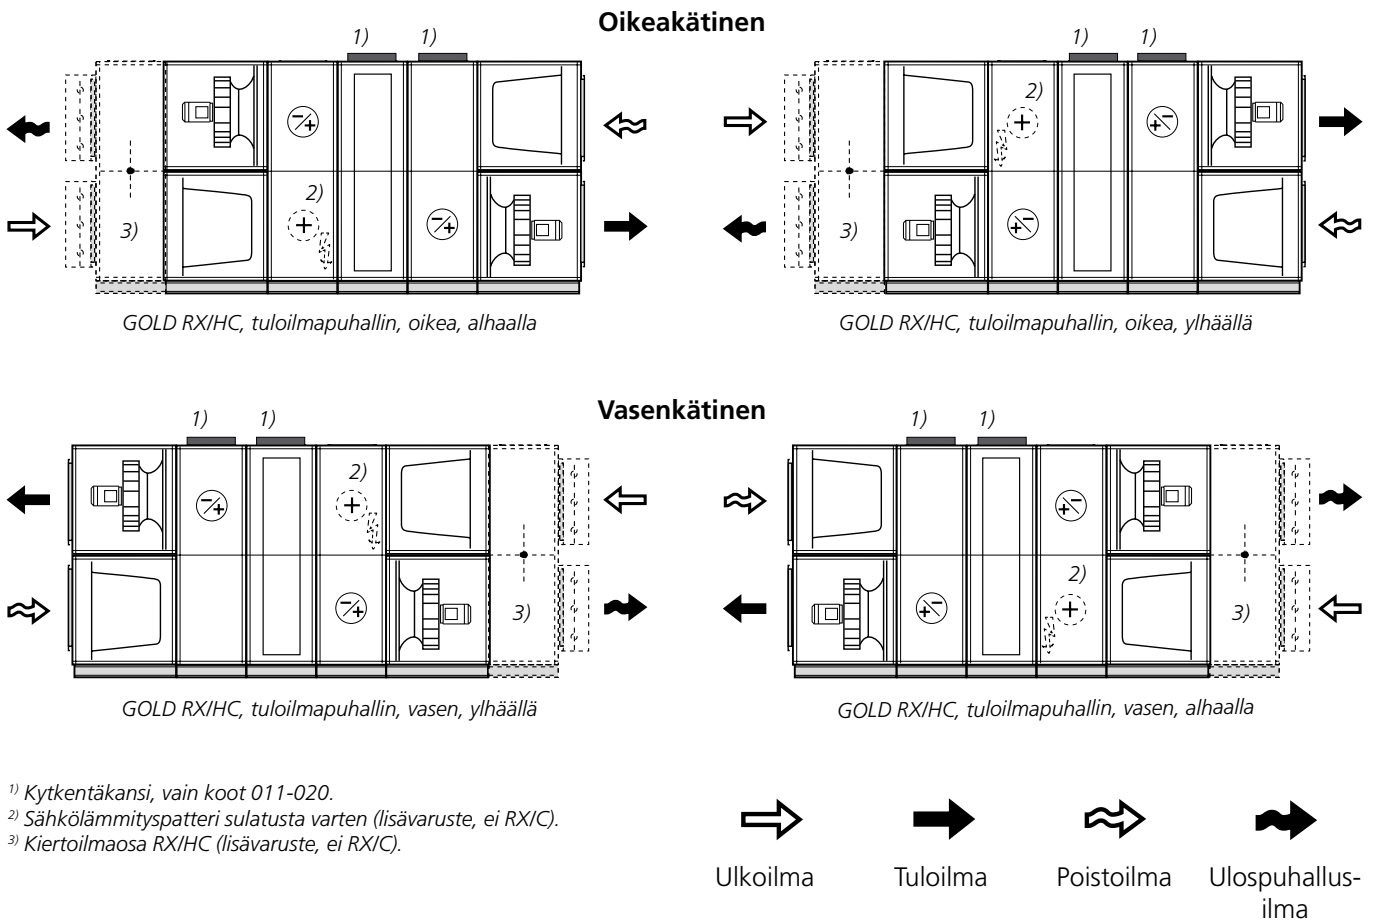 Oikeakätinen
1) 1) 1) 1)
2)
2)
3) 3)
GOLD RX/HC, tuloilmapuhallin, oikea, alhaalla
GOLD RX/HC, tuloilmapuhallin, oikea, ylhäällä
Vasenkätinen
1) 1) 1) 1)
2)
2)
3) 3)
GOLD RX/HC, tuloilmapuhallin, vasen, ylhäällä
GOLD RX/HC, tuloilmapuhallin, vasen, alhaalla
1) Kytkentäkansi, vain koot 011-020.
2) Sähkölämmityspatteri sulatusta varten (lisävaruste, ei RX/C).
3) Kiertoilmaosa RX/HC (lisävaruste, ei RX/C).
Ulkoilma
Tuloilma
Poistoilma
Ulospuhallus-
ilma